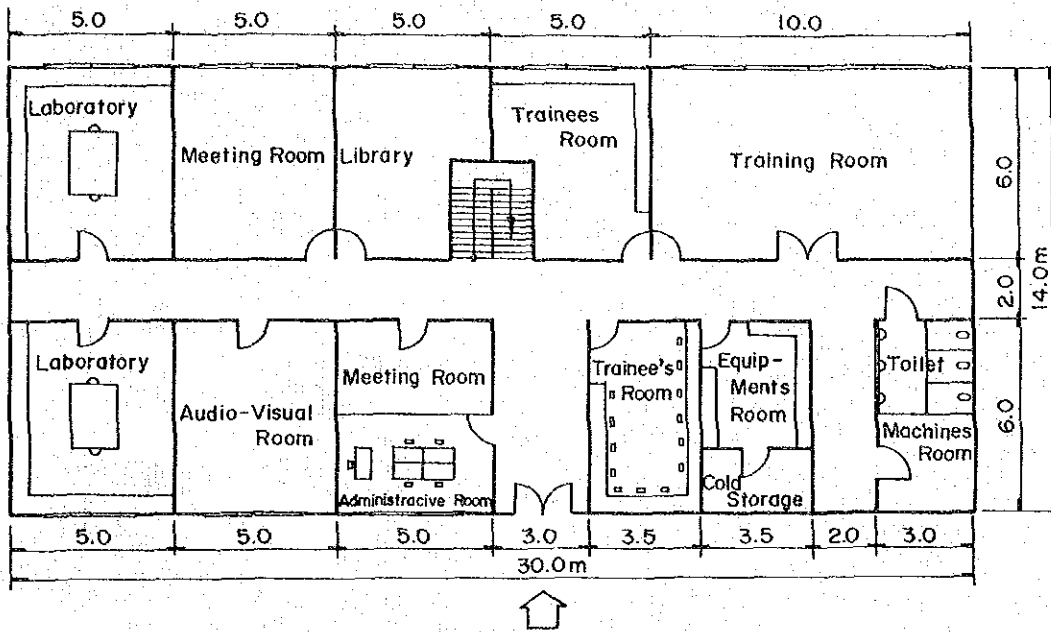 5.0 5.0 5.0 5.0 10.0
Laboratory
Meeting Room
Library
Trainees
Room
Training Room
6.0
2.0
14.0m
6.0
Laboratory
Audio-Visual
Room
Meeting Room
Administracive Room
Trainee's
Room
Equip-
ments
Room
Cold
Storage
Toilet
Machines
Room
5.0 5.0 5.0 3.0 3.5 3.5 2.0 3.0
30.0m